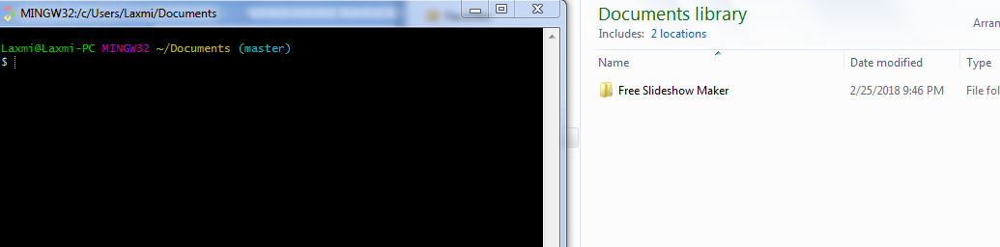 MINGW32:/c/Users/Laxmi/Documents
Laxmi@Laxmi-PC MINGW32 ~/Documents (master)
$
Documents library
Includes: 2 locations
Arran
Name Date modified Type
Free Slideshow Maker 2/25/2018 9:46 PM File fol